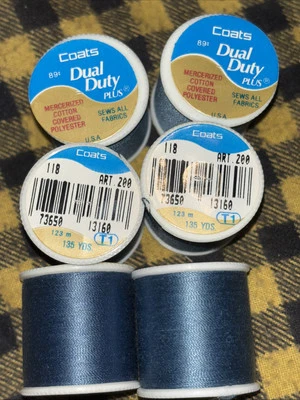 Coats
89¢
Dual
Duty
PLUS®
MERCERIZED
COTTON
COVERED
POLYESTER
SEWS ALL
FABRICS
U.S.A.
Coats
89¢
Dual
Duty
PLUS®
MERCERIZED
COTTON
COVERED
POLYESTER
SEWS ALL
FABRICS
U.S.A
Coats
118
ART. 200
73650
13160
123 m
135 YDS.
T1
Coats
118
ART. 200
73650
13160
123 m
135 YDS.
T1